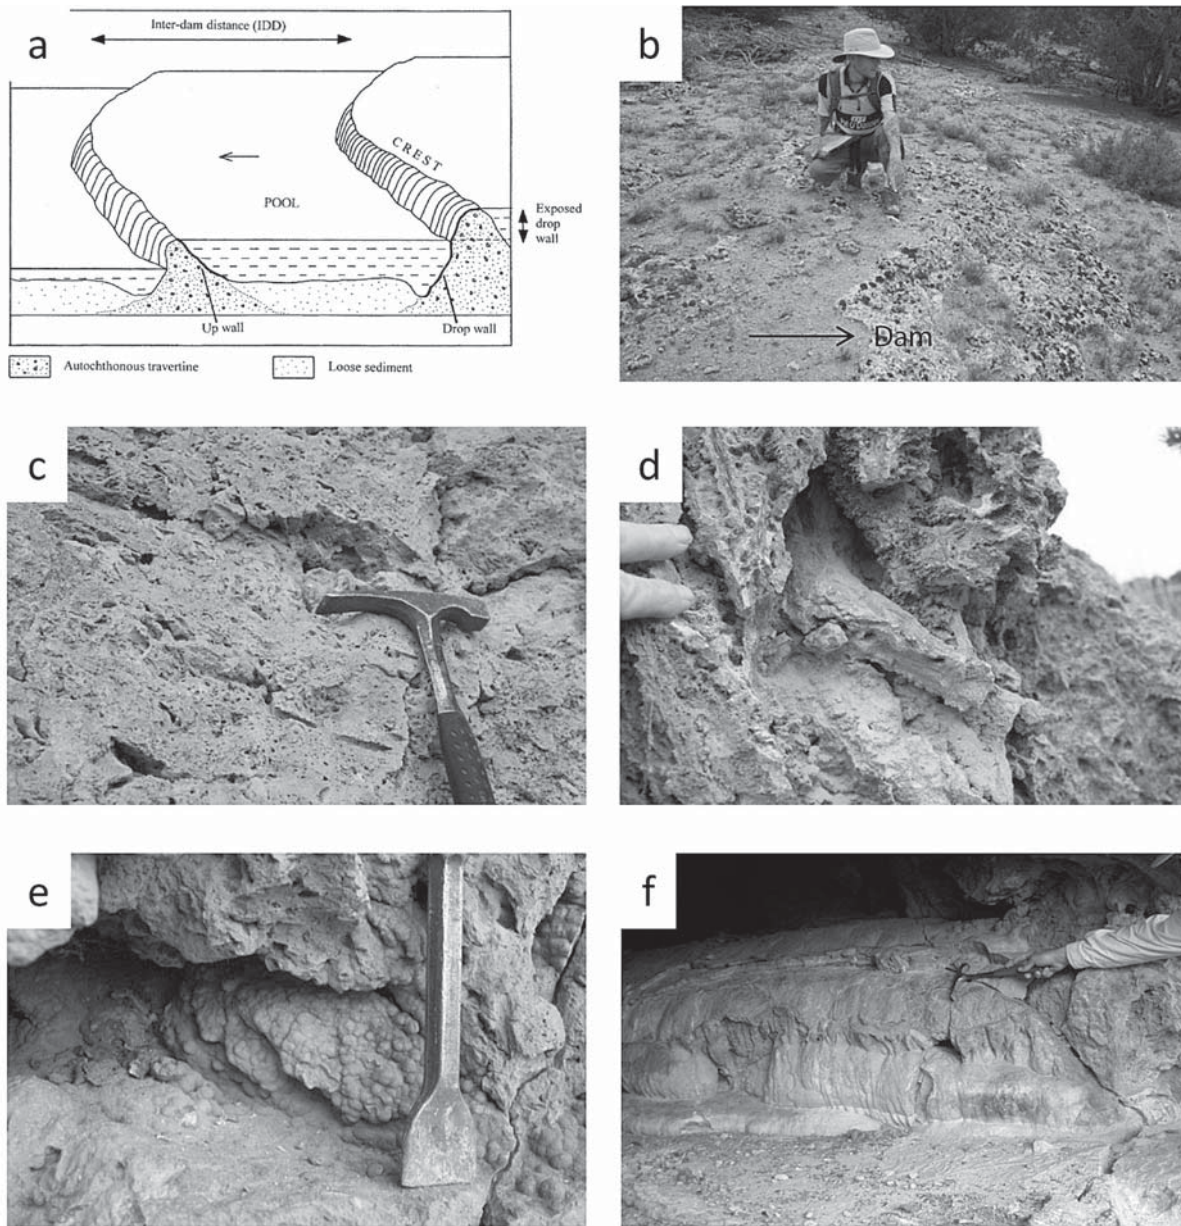 a
Inter-dam distance (IDD)
CREST
POOL
Exposed
drop
wall
Up wall
Drop wall
Autochthonous travertine
Loose sediment
b
Dam
c
d
e
f